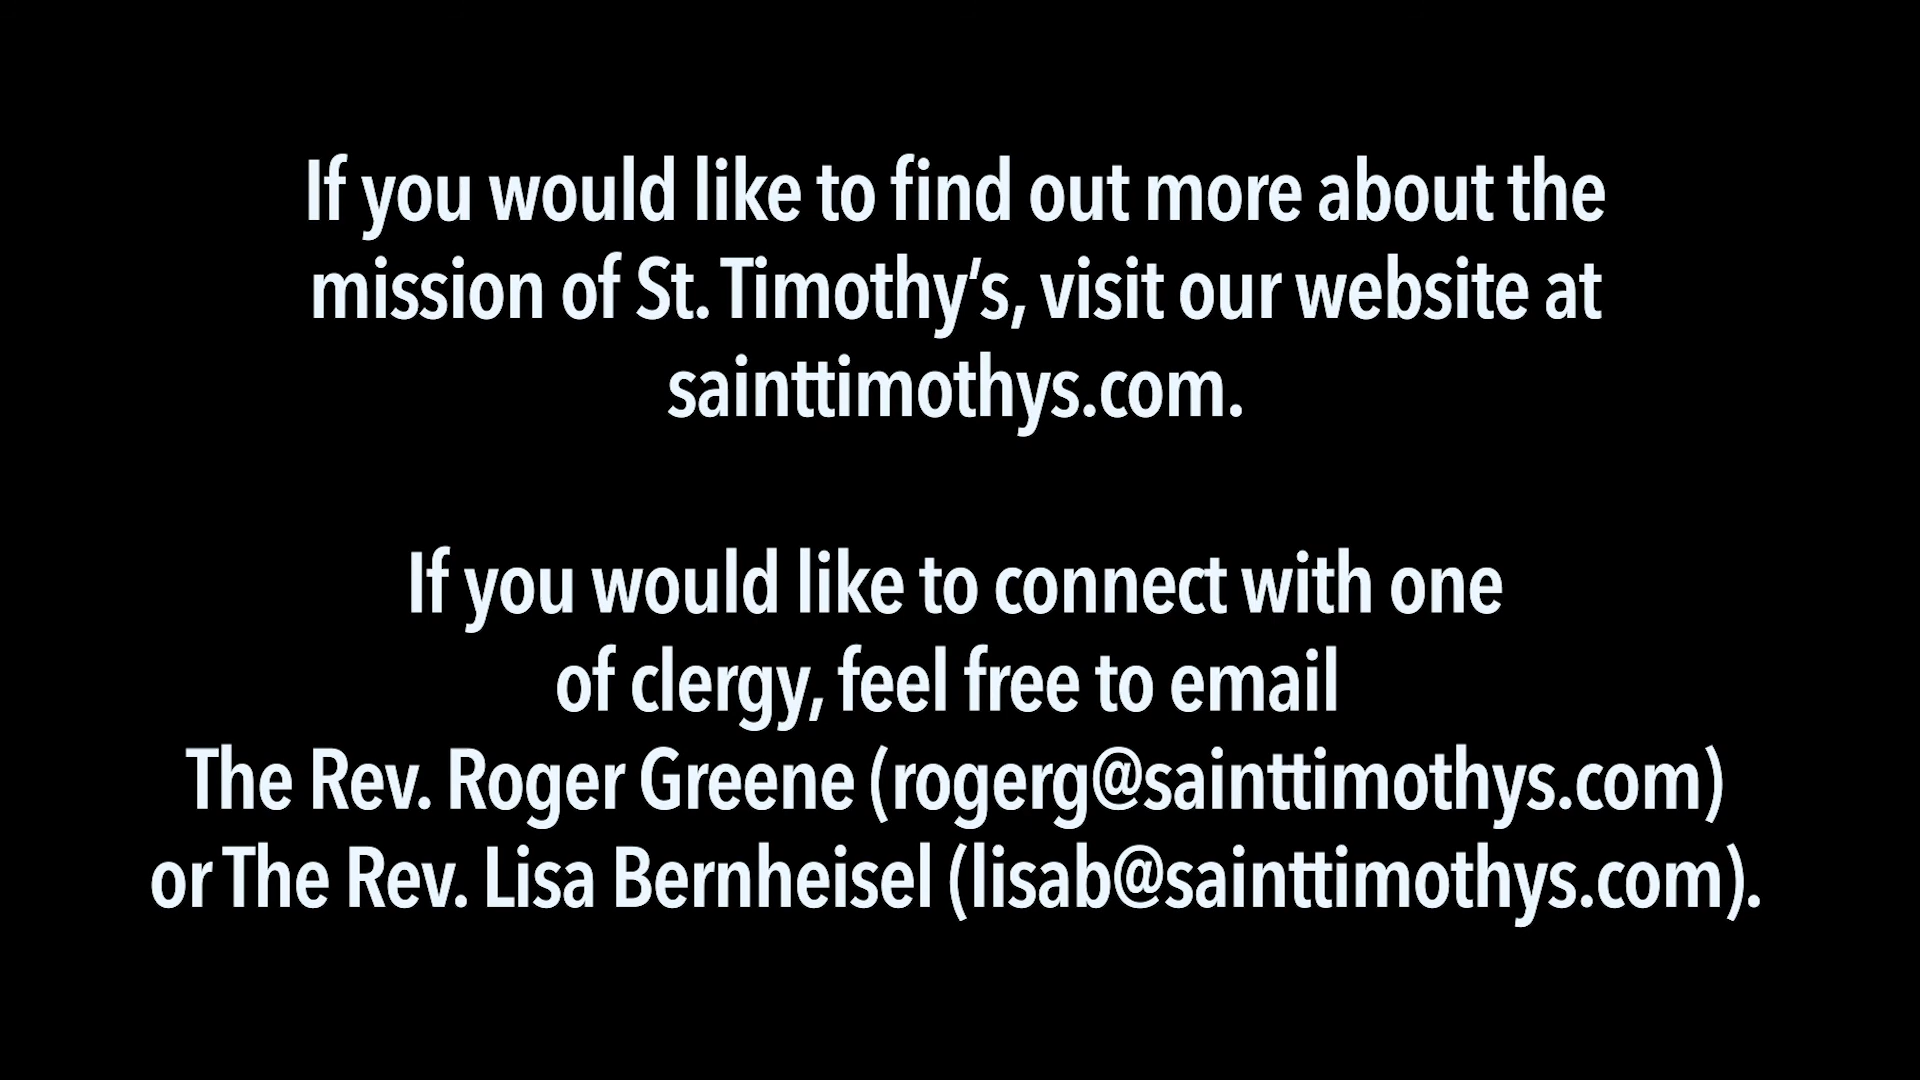 If you would like to find out more about the
mission of St. Timothy's, visit our website at
sainttimothys.com.
If you would like to connect with one
of clergy, feel free to email
The Rev. Roger Greene (rogerg@sainttimothys.com)
or The Rev. Lisa Bernheisel (lisab@sainttimothys.com).